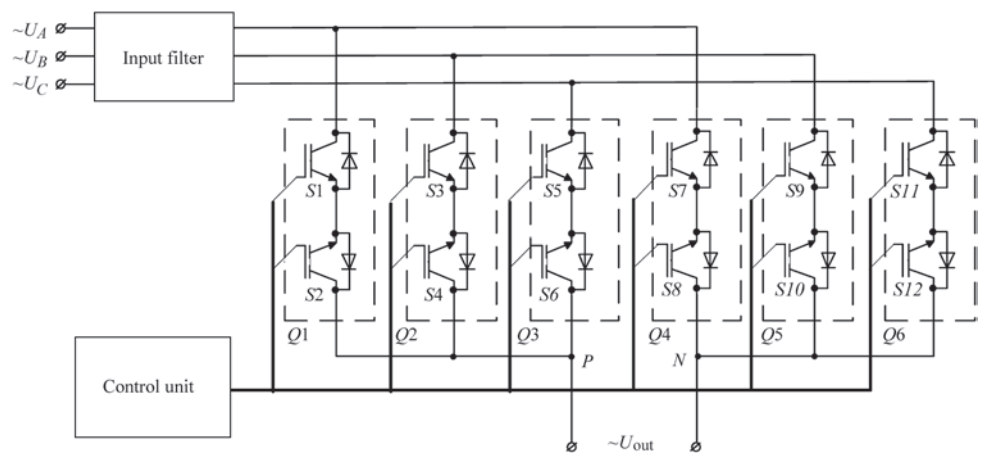 ~U_A
~U_B
~U_C
Input filter
S1
S3
S5
S7
S9
S11
S2
S4
S6
S8
S10
S12
Q1
Q2
Q3
Q4
Q5
Q6
P
N
Control unit
~U_out